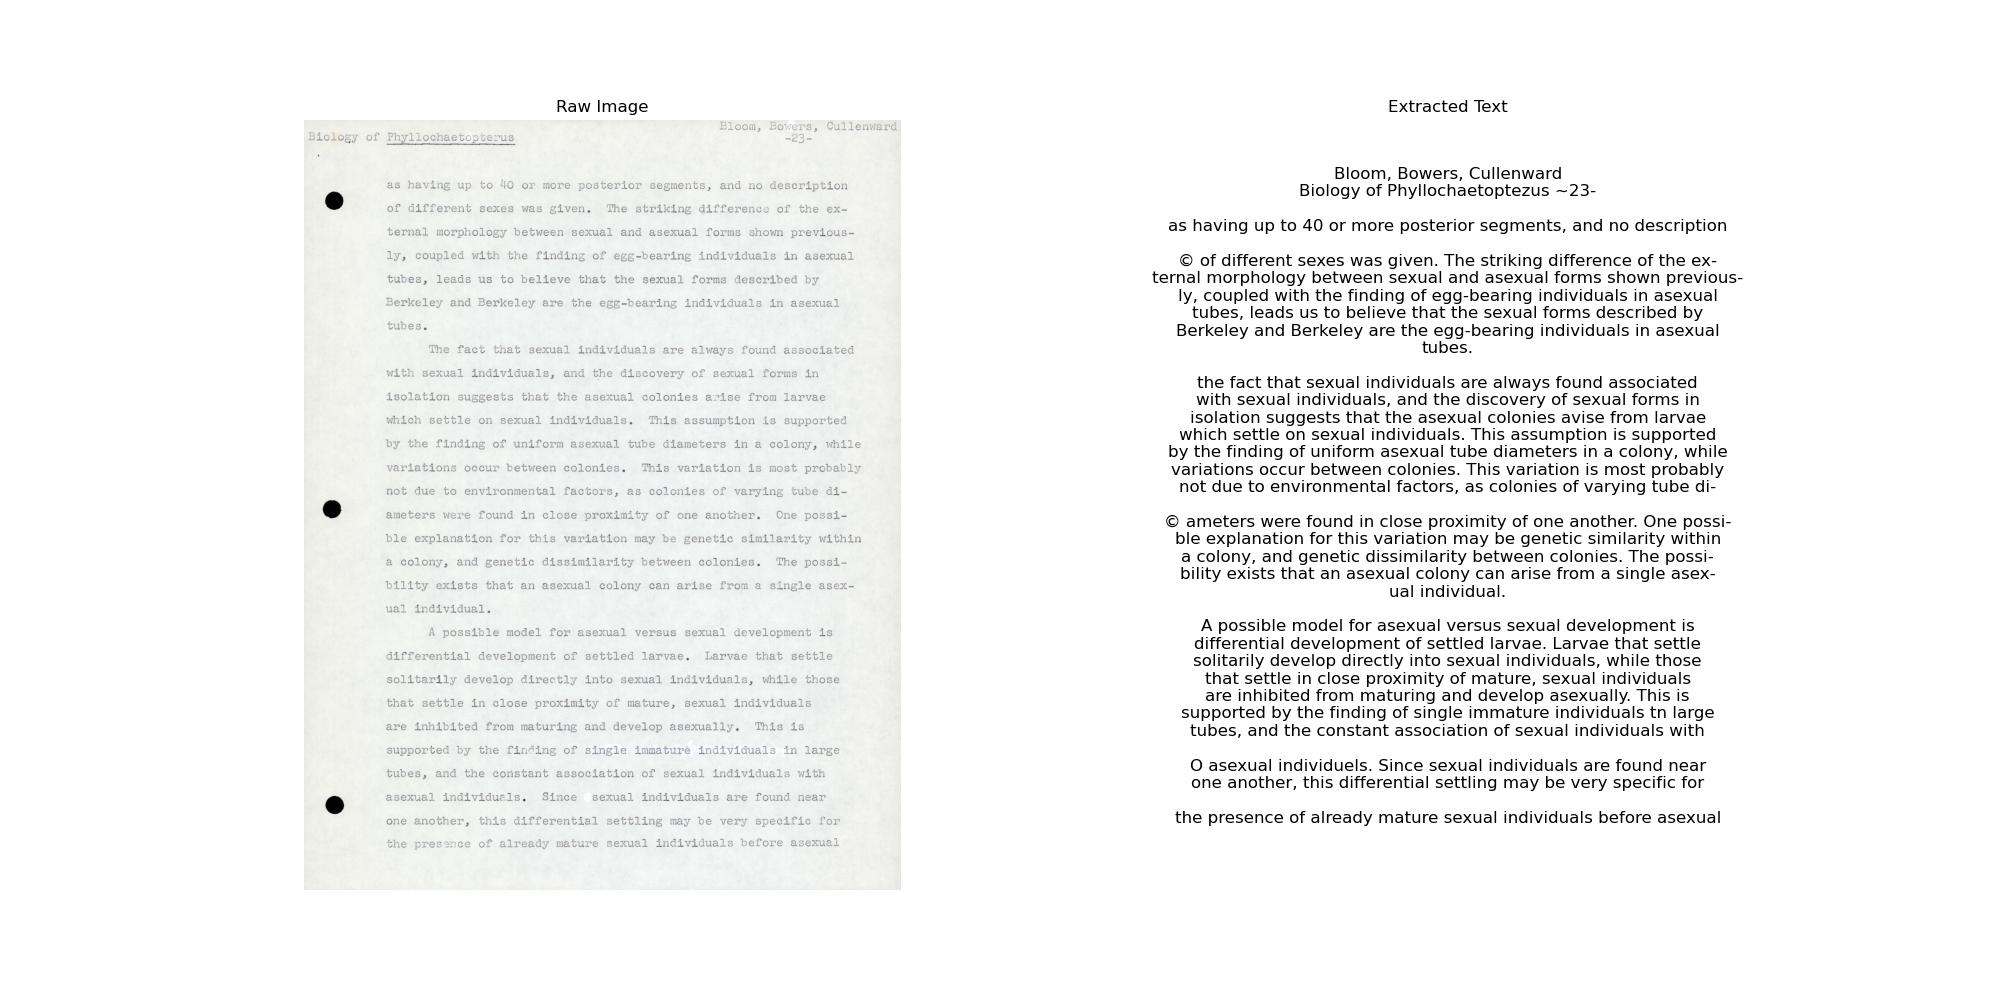 Raw Image
Bloom, Bowers, Cullenward
Biology of Phyllochaetopterus -23-
as having up to 40 or more posterior segments, and no description
of different sexes was given. The striking difference of the ex-
ternal morphology between sexual and asexual forms shown previous-
ly, coupled with the finding of egg-bearing individuals in asexual
tubes, leads us to believe that the sexual forms described by
Berkeley and Berkeley are the egg-bearing individuals in asexual
tubes.
The fact that sexual individuals are always found associated
with sexual individuals, and the discovery of sexual forms in
isolation suggests that the asexual colonies arise from larvae
which settle on sexual individuals. This assumption is supported
by the finding of uniform asexual tube diameters in a colony, while
variations occur between colonies. This variation is most probably
not due to environmental factors, as colonies of varying tube di-
ameters were found in close proximity of one another. One possi-
ble explanation for this variation may be genetic similarity within
a colony, and genetic dissimilarity between colonies. The possi-
bility exists that an asexual colony can arise from a single asex-
ual individual.
A possible model for asexual versus sexual development is
differential development of settled larvae. Larvae that settle
solitarily develop directly into sexual individuals, while those
that settle in close proximity of mature, sexual individuals
are inhibited from maturing and develop asexually. This is
supported by the finding of single immature individuals in large
tubes, and the constant association of sexual individuals with
asexual individuals. Since sexual individuals are found near
one another, this differential settling may be very specific for
the presence of already mature sexual individuals before asexual
Extracted Text
Bloom, Bowers, Cullenward
Biology of Phyllochaetoptezus ~23-
as having up to 40 or more posterior segments, and no description
© of different sexes was given. The striking difference of the ex-
ternal morphology between sexual and asexual forms shown previous-
ly, coupled with the finding of egg-bearing individuals in asexual
tubes, leads us to believe that the sexual forms described by
Berkeley and Berkeley are the egg-bearing individuals in asexual
tubes.
the fact that sexual individuals are always found associated
with sexual individuals, and the discovery of sexual forms in
isolation suggests that the asexual colonies avise from larvae
which settle on sexual individuals. This assumption is supported
by the finding of uniform asexual tube diameters in a colony, while
variations occur between colonies. This variation is most probably
not due to environmental factors, as colonies of varying tube di-
© ameters were found in close proximity of one another. One possi-
ble explanation for this variation may be genetic similarity within
a colony, and genetic dissimilarity between colonies. The possi-
bility exists that an asexual colony can arise from a single asex-
ual individual.
A possible model for asexual versus sexual development is
differential development of settled larvae. Larvae that settle
solitarily develop directly into sexual individuals, while those
that settle in close proximity of mature, sexual individuals
are inhibited from maturing and develop asexually. This is
supported by the finding of single immature individuals tn large
tubes, and the constant association of sexual individuals with
O asexual individuels. Since sexual individuals are found near
one another, this differential settling may be very specific for
the presence of already mature sexual individuals before asexual